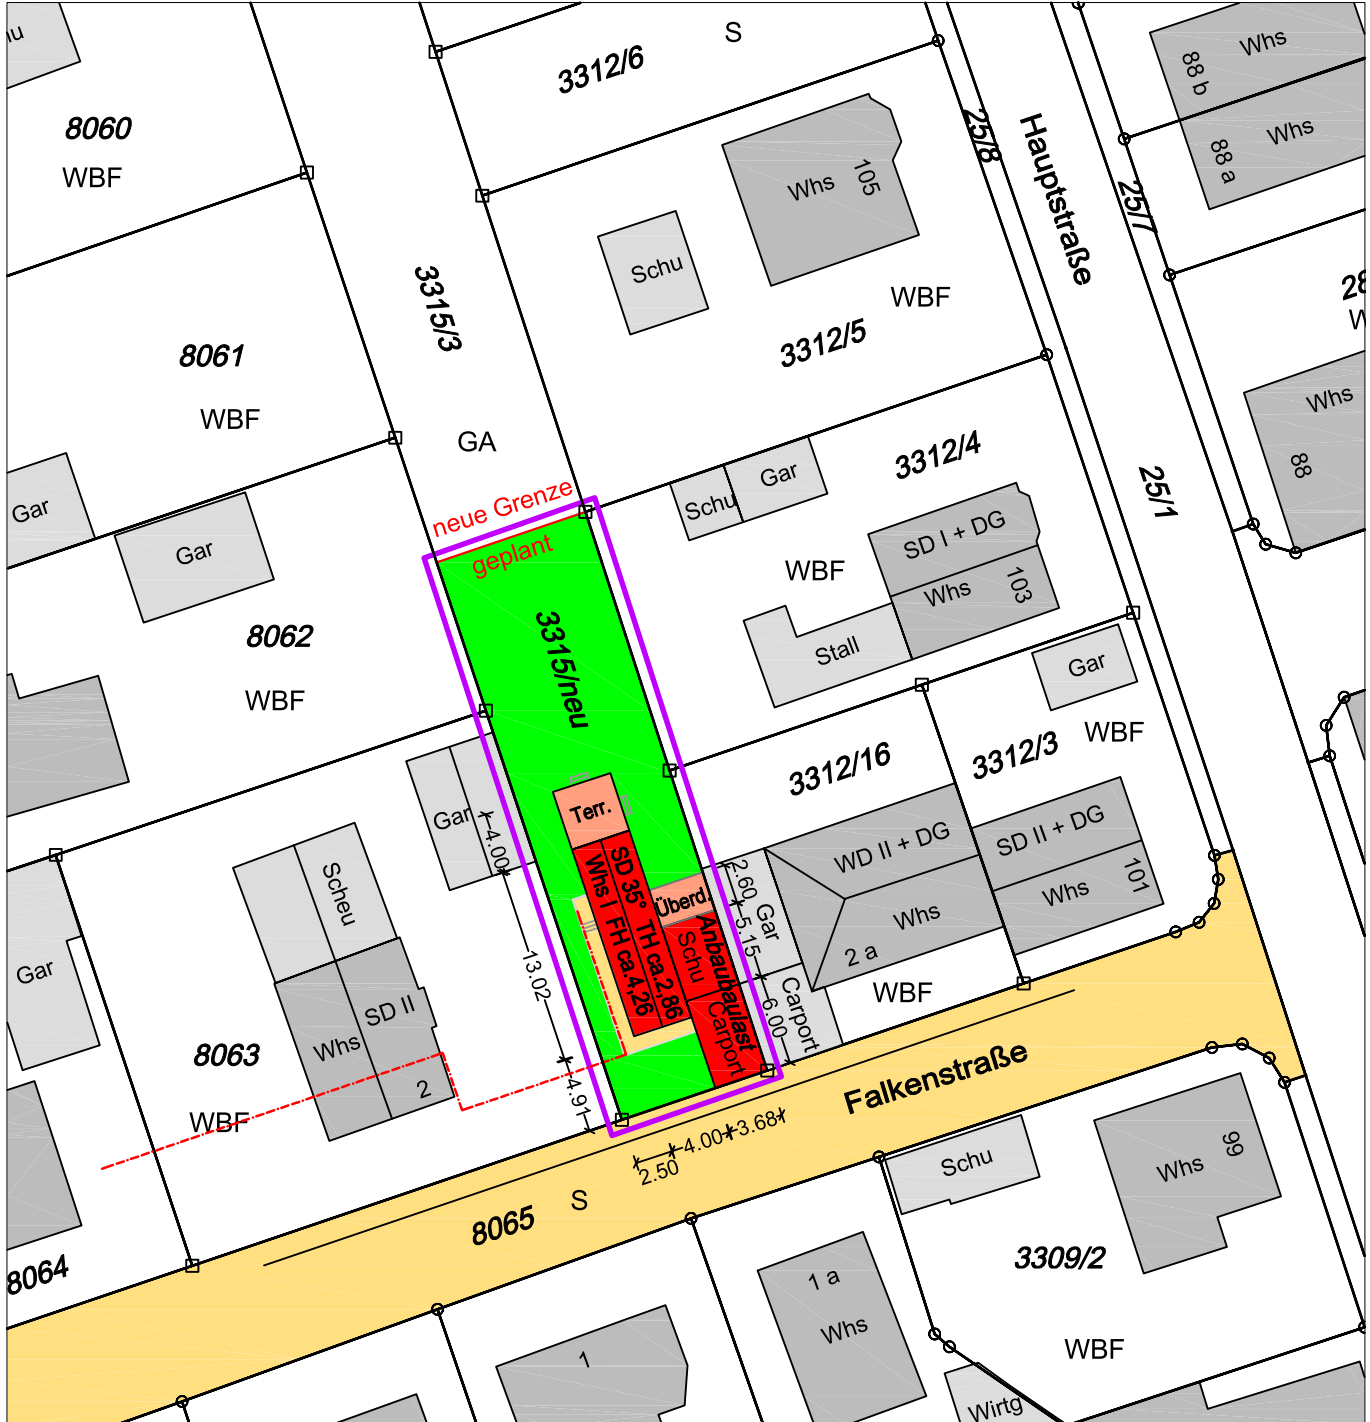 S
3312/6
Whs
88 b
Whs
88 a
8060
WBF
25/8
Hauptstraße
25/7
Whs
105
Schu
WBF
3315/3
3312/5
8061
WBF
GA
Whs
88
25/1
3312/4
Schu
Gar
Gar
Gar
neue Grenze
geplant
SD I + DG
Whs
103
WBF
Stall
8062
WBF
3315/neu
Gar
WBF
3312/3
3312/16
Gar
4.00
Terr.
WD II + DG
Whs
2 a
SD II + DG
Whs
101
Scheu
SD 35° TH ca.2,86
Whs I FH ca.4,26
Überd.
Schu
Anbaubaulast
Carport
2.60
5.15
6.00
Gar
Carport
WBF
Gar
SD II
Whs
2
8063
WBF
13.02
4.91
2.50
4.00
3.68
Falkenstraße
8065
S
8064
Schu
Whs
99
3309/2
WBF
1 a
Whs
1
Wirtg